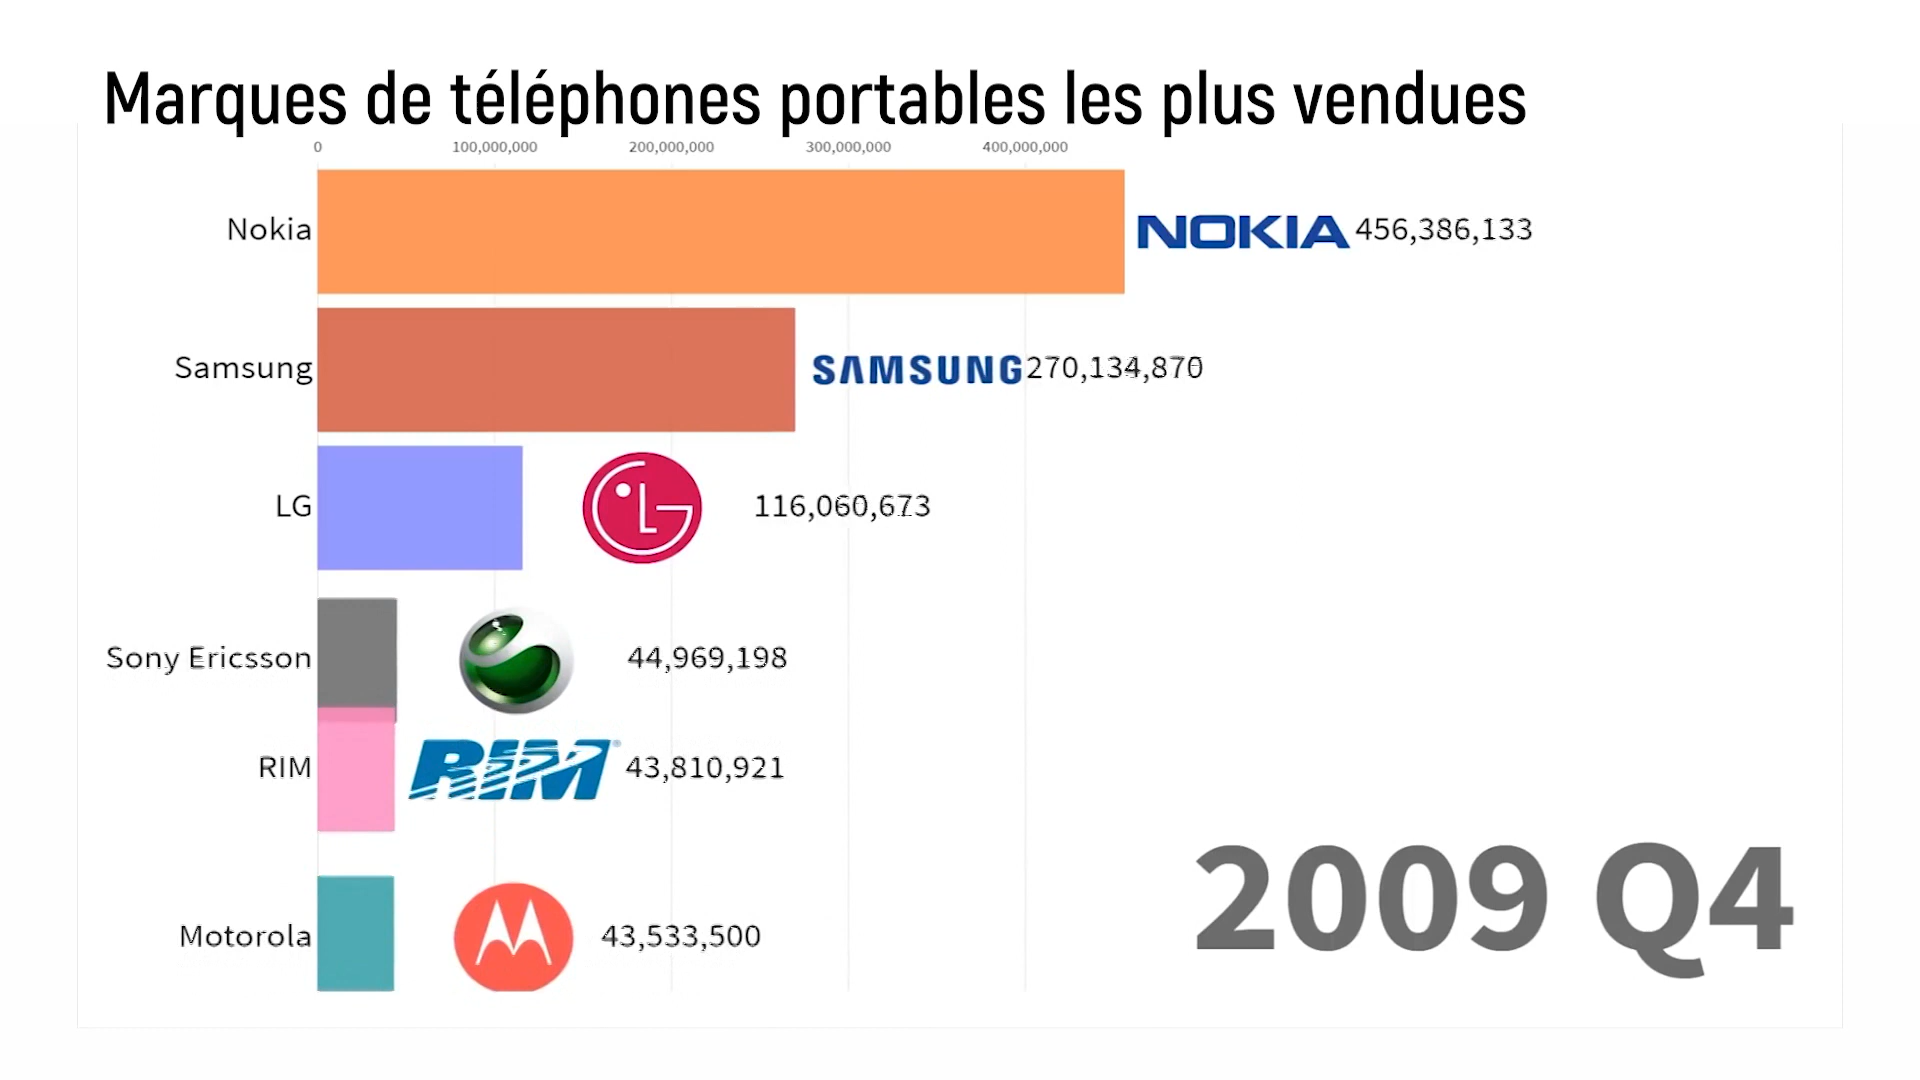 Marques de téléphones portables les plus vendues
0 100,000,000 200,000,000 300,000,000 400,000,000
Nokia NOKIA 456,386,133
Samsung SAMSUNG 270,134,870
LG LG 116,060,673
Sony Ericsson 44,969,198
RIM RIM® 43,810,921
Motorola 43,533,500
2009 Q4